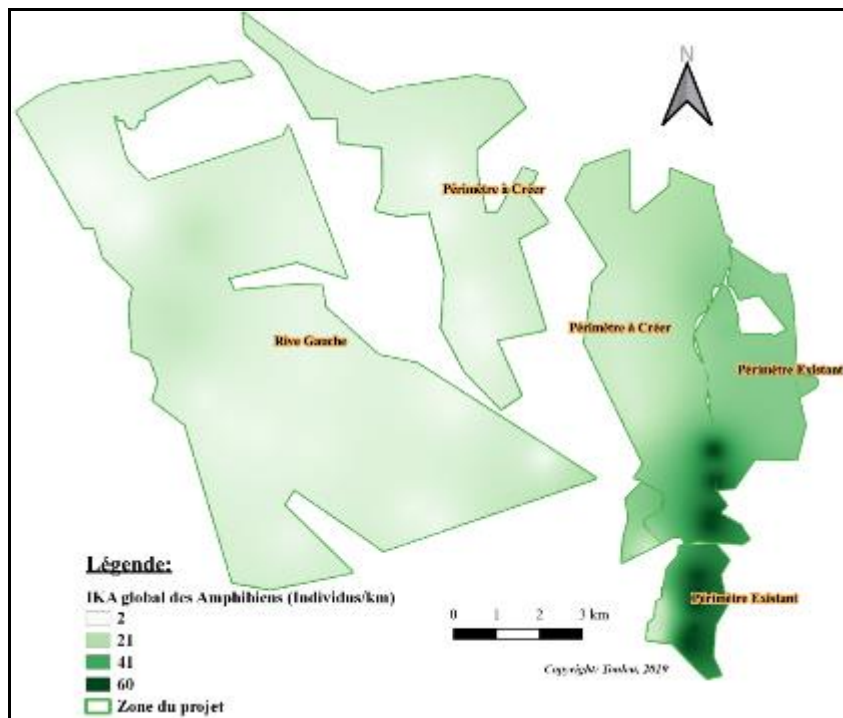 N
Périmètre à Créer
Périmètre à Créer
Rive Gauche
Périmètre Existant
Légende:
IKA global des Amphibiens (Individus/km)
2
21
41
60
Zone du projet
0 1 2 3 km
Périmètre Existant
Copyright: 2019